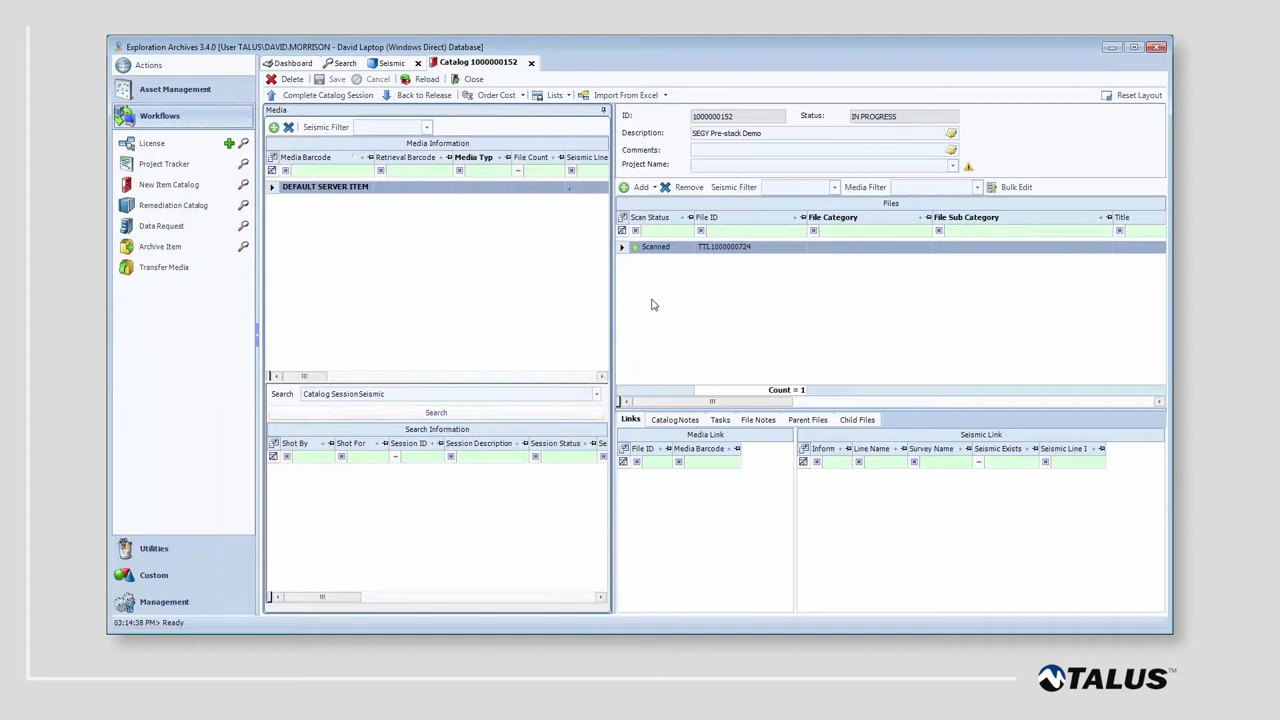 Exploration Archives 3.4.0 [User TALUS\DAVID.MORRISON - David Laptop (Windows Direct) Database]
Actions
Asset Management
Workflows
License
Project Tracker
New Item Catalog
Remediation Catalog
Data Request
Archive Item
Transfer Media
Utilities
Custom
Management
03:14:38 PM> Ready
Dashboard Search Seismic Catalog 1000000152
Delete Save Cancel Reload Close
Complete Catalog Session Back to Release Order Cost Lists Import From Excel Reset Layout
Media
Seismic Filter
Media Information
Media Barcode Retrieval Barcode Media Typ File Count Seismic Line
DEFAULT SERVER ITEM
Search Catalog Session Seismic
Search
Search Information
Shot By Shot For Session ID Session Description Session Status Se
ID: 1000000152 Status: IN PROGRESS
Description: SEGY Pre-stack Demo
Comments:
Project Name:
Add Remove Seismic Filter Media Filter Bulk Edit
Files
Scan Status File ID File Category File Sub Category Title
Scanned TTI.1000000724
Count = 1
Links Catalog Notes Tasks File Notes Parent Files Child Files
Media Link
File ID Media Barcode
Seismic Link
Inform Line Name Survey Name Seismic Exists Seismic Line I
TALUS™